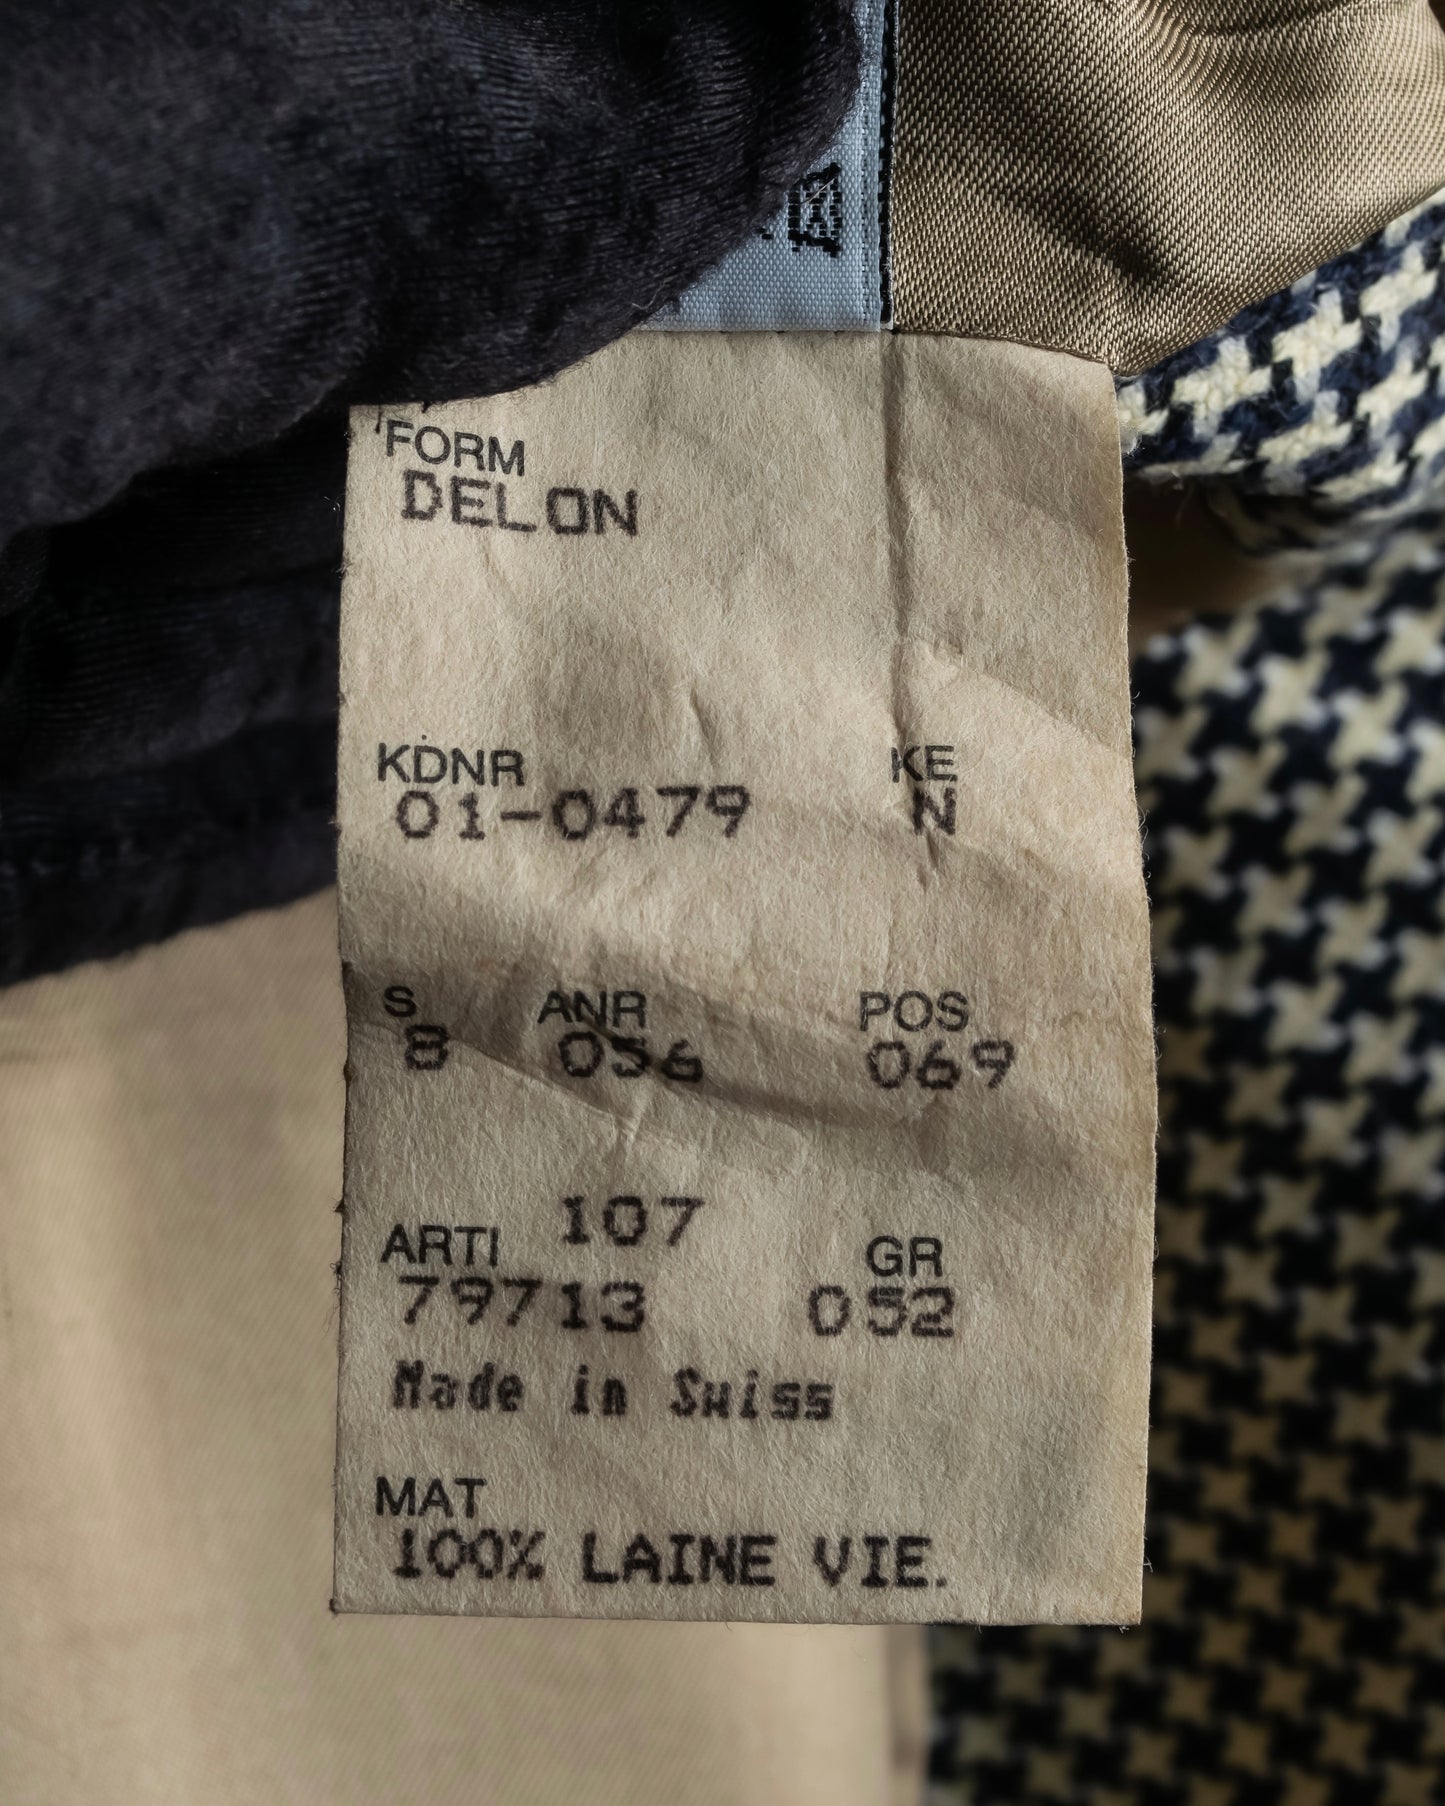 FORM
DELON
KDNR KE
01-0479 N
S ANR POS
8 056 069
107
ARTI GR
79713 052
Made in Swiss
MAT
100% LAINE VIE.